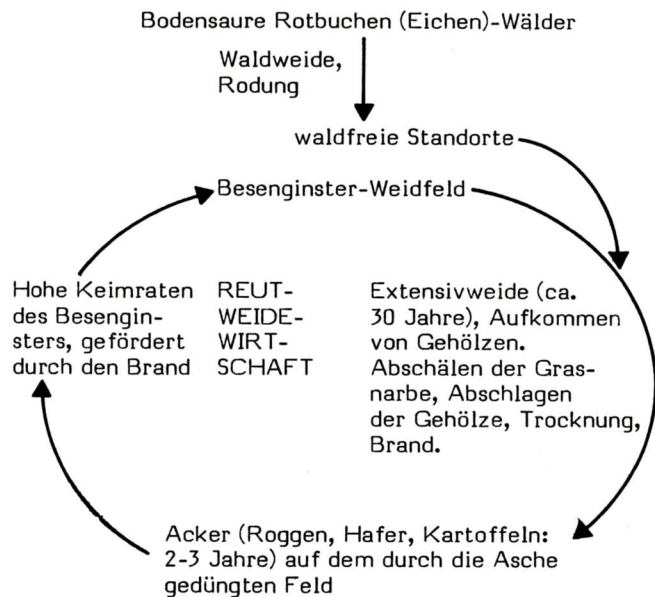 Bodensaure Rotbuchen (Eichen)-Wälder
Waldweide,
Rodung
waldfreie Standorte
Besenginster-Weidfeld
Hohe Keimraten
des Besengin-
sters, gefördert
durch den Brand
REUT-
WEIDE-
WIRT-
SCHAFT
Extensivweide (ca.
30 Jahre), Aufkommen
von Gehölzen.
Abschälen der Gras-
narbe, Abschlagen
der Gehölze, Trocknung,
Brand.
Acker (Roggen, Hafer, Kartoffeln:
2-3 Jahre) auf dem durch die Asche
gedüngten Feld